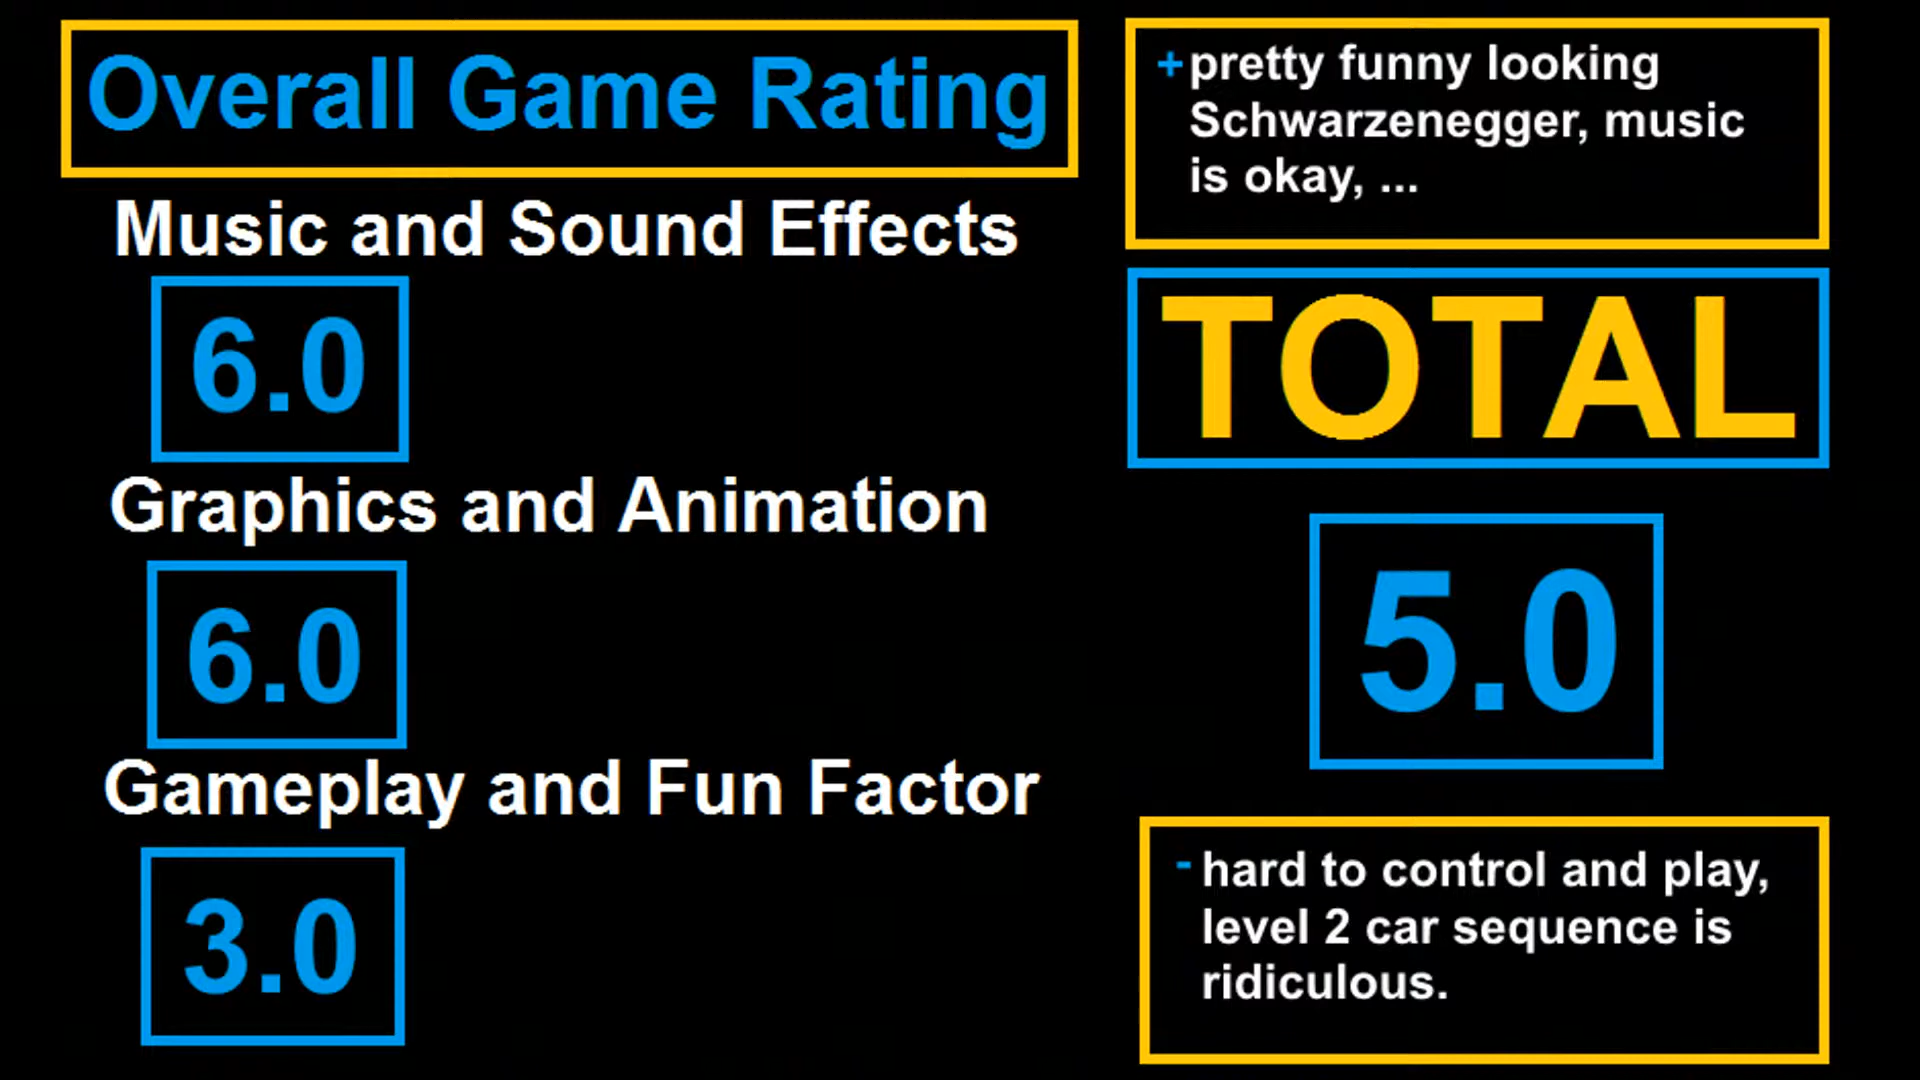 Overall Game Rating
Music and Sound Effects
6.0
Graphics and Animation
6.0
Gameplay and Fun Factor
3.0
+pretty funny looking
Schwarzenegger, music
is okay, ...
TOTAL
5.0
- hard to control and play,
level 2 car sequence is
ridiculous.